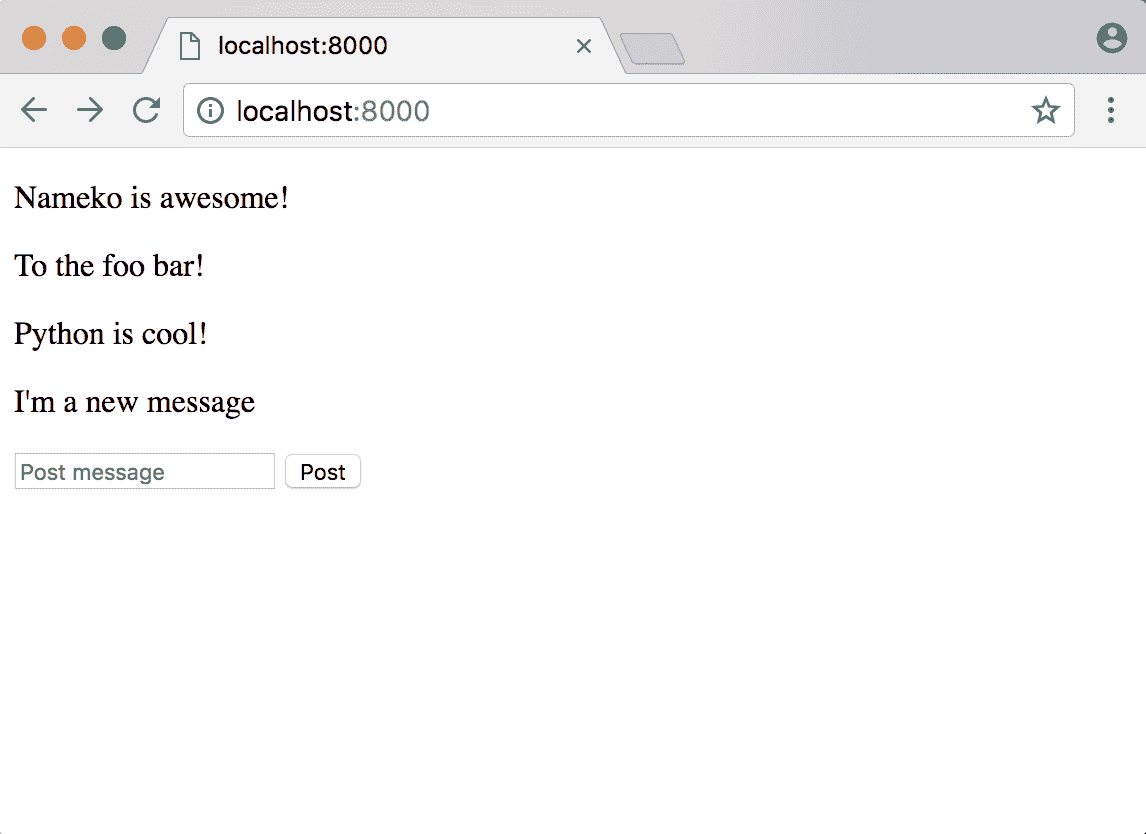 localhost:8000
localhost:8000
Nameko is awesome!
To the foo bar!
Python is cool!
I'm a new message
Post message Post